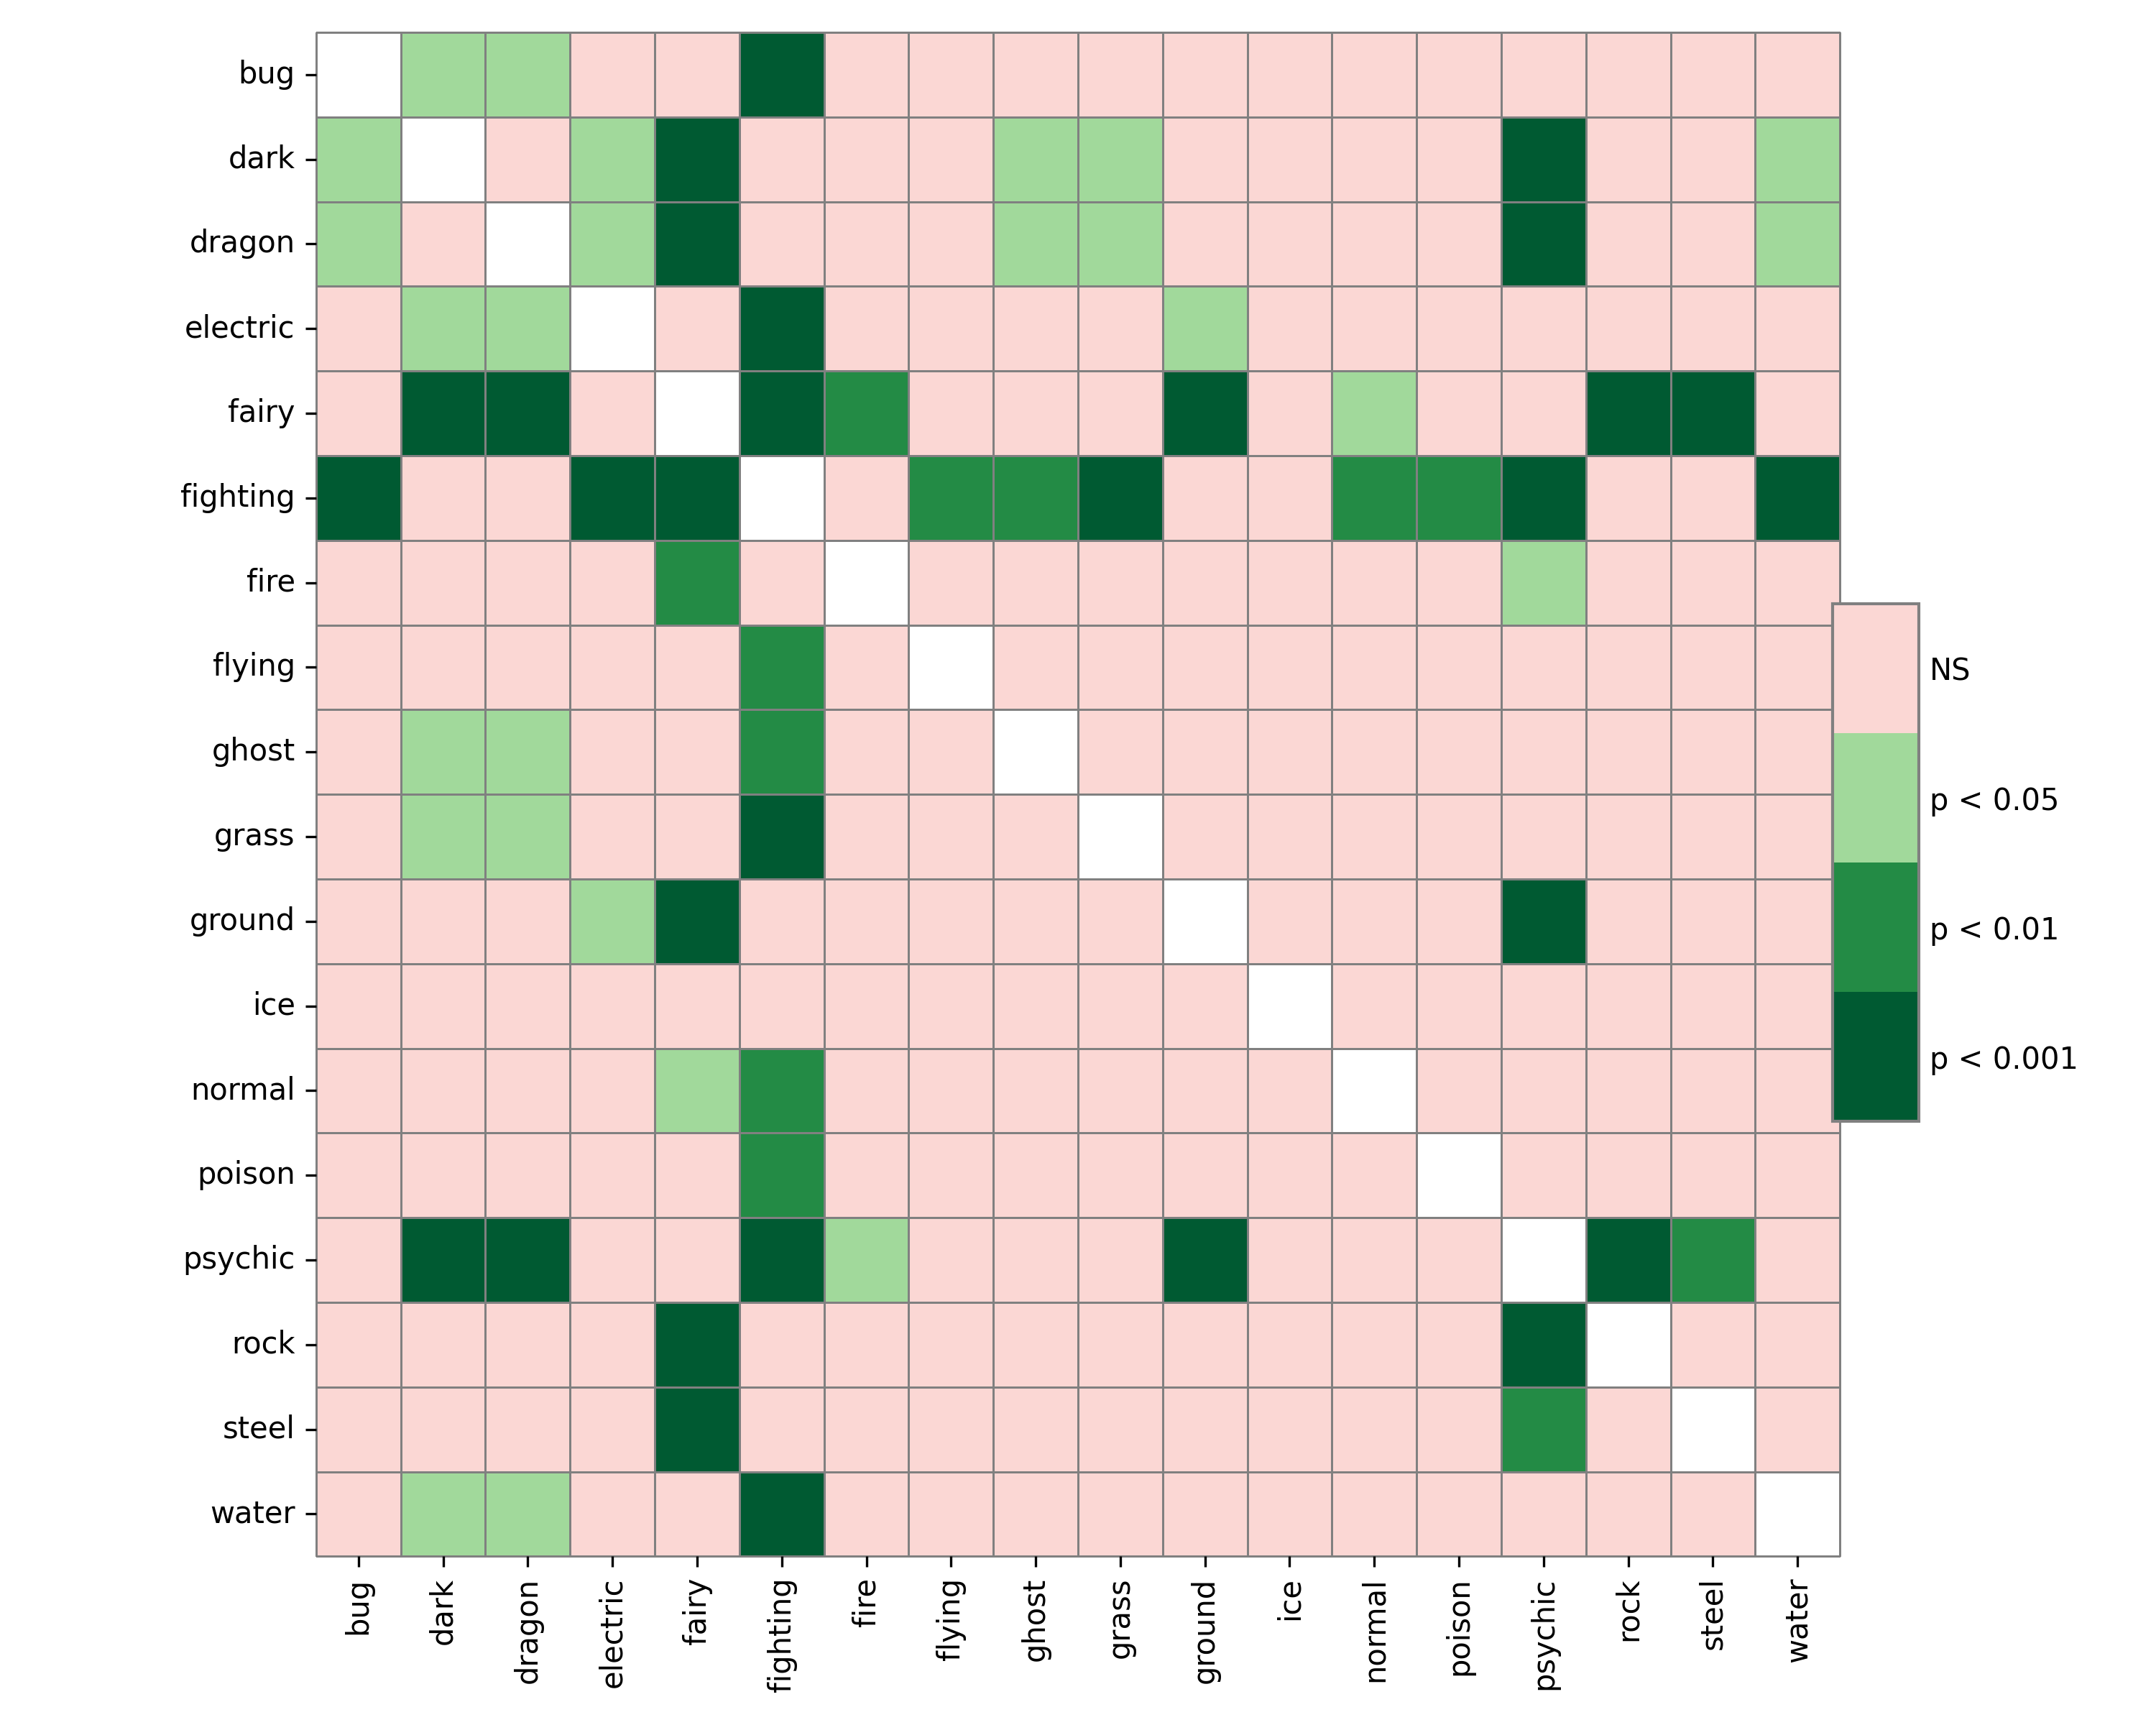 bug
dark
dragon
electric
fairy
fighting
fire
flying
ghost
grass
ground
ice
normal
poison
psychic
rock
steel
water
NS
p < 0.05
p < 0.01
p < 0.001
bug
dark
dragon
electric
fairy
fighting
fire
flying
ghost
grass
ground
ice
normal
poison
psychic
rock
steel
water